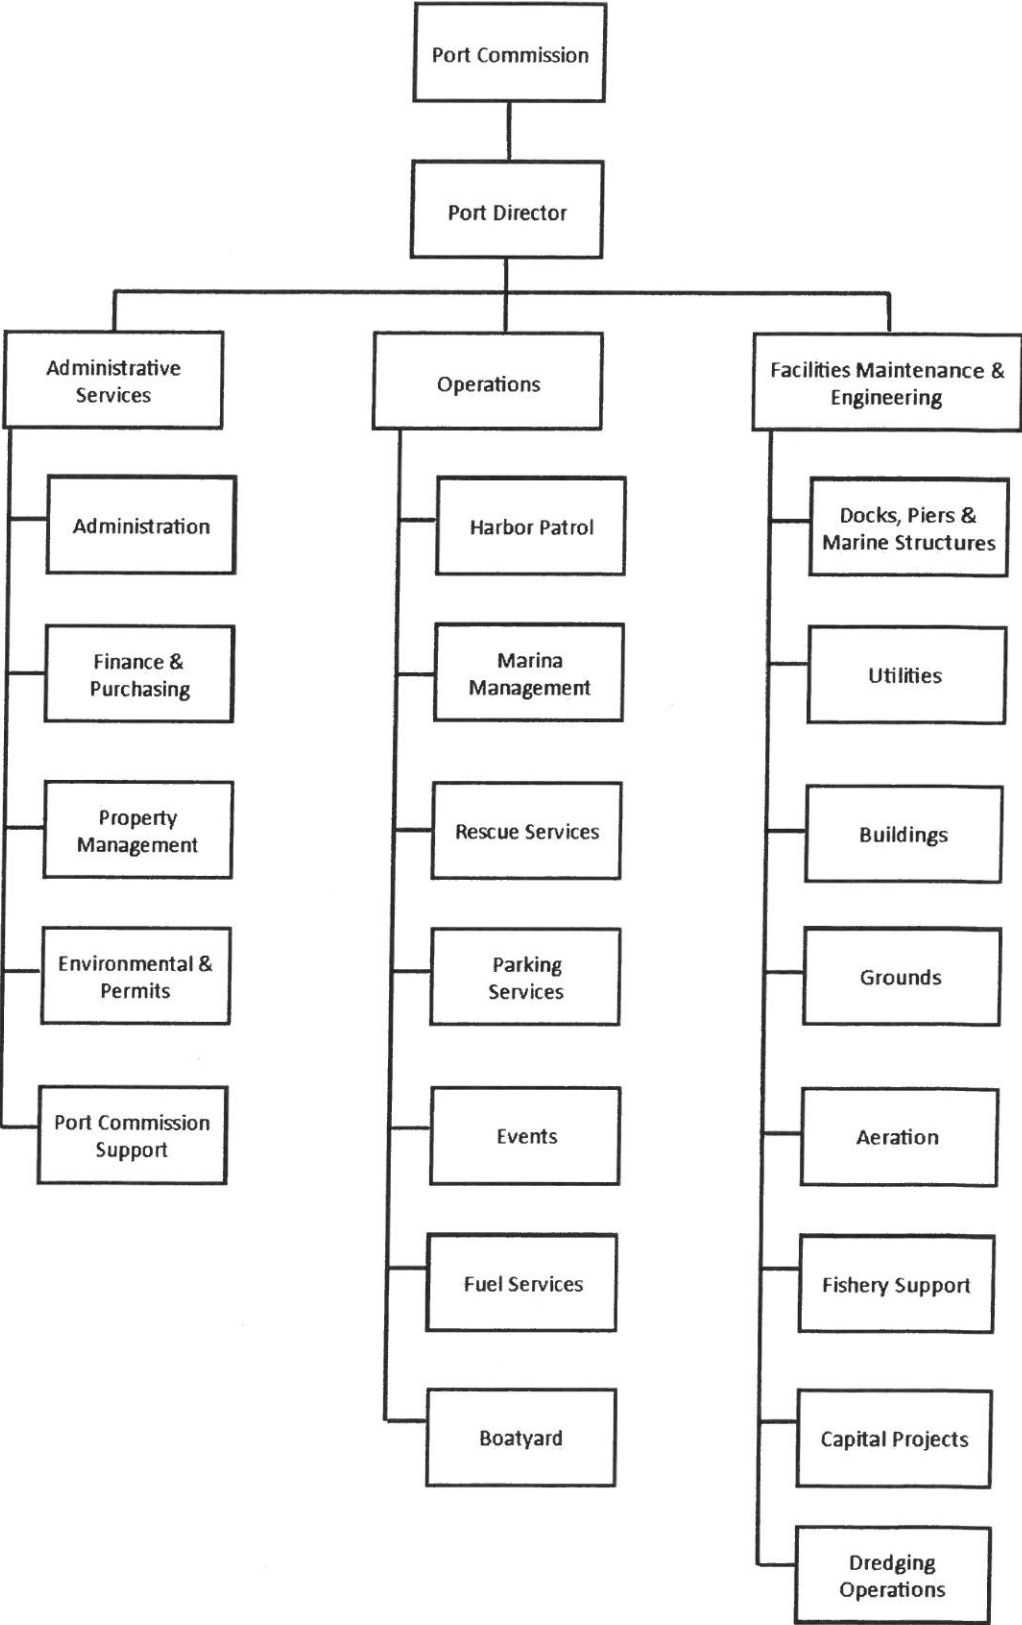 Port Commission
Port Director
Administrative
Services
Administration
Finance &
Purchasing
Property
Management
Environmental &
Permits
Port Commission
Support
Operations
Harbor Patrol
Marina
Management
Rescue Services
Parking
Services
Events
Fuel Services
Boatyard
Facilities Maintenance &
Engineering
Docks, Piers &
Marine Structures
Utilities
Buildings
Grounds
Aeration
Fishery Support
Capital Projects
Dredging
Operations